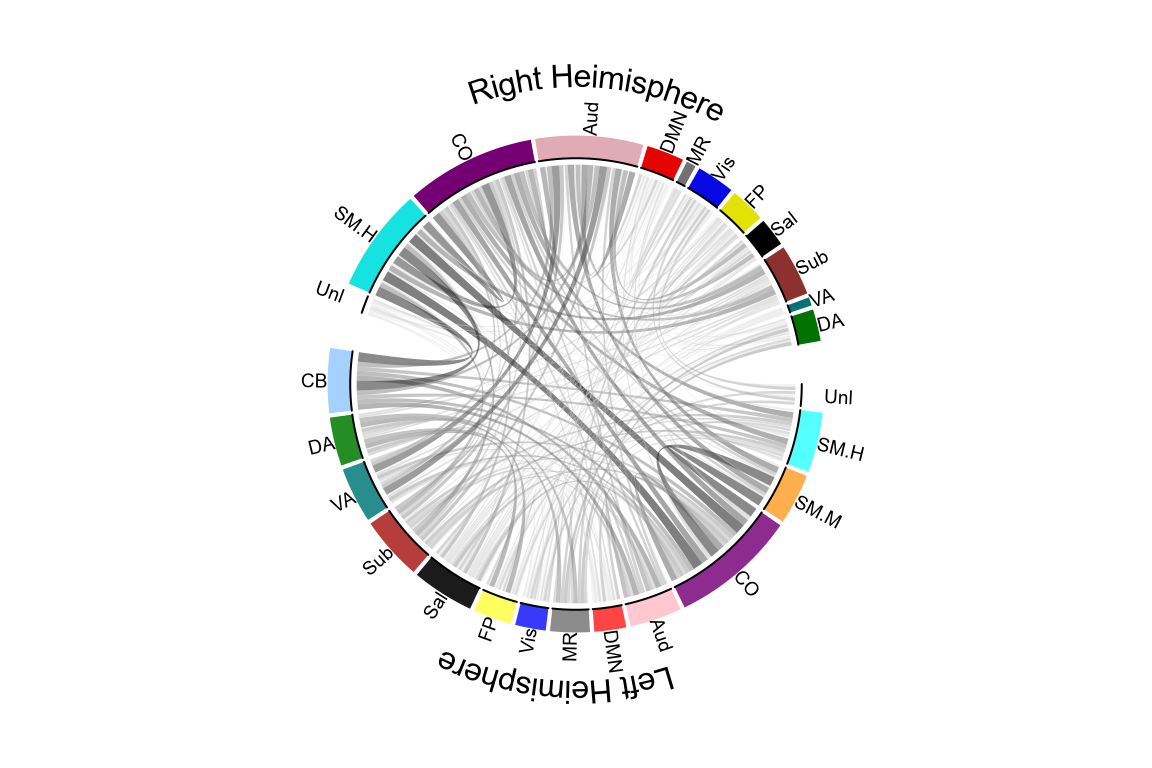 Right Heimisphere
Unl
SM.H
CO
Aud
DMN
MR
Vis
FP
Sal
Sub
VA
DA
Unl
SM.H
SM.M
CO
Aud
DMN
MR
Vis
FP
Sal
Sub
VA
DA
CB
Left Heimisphere